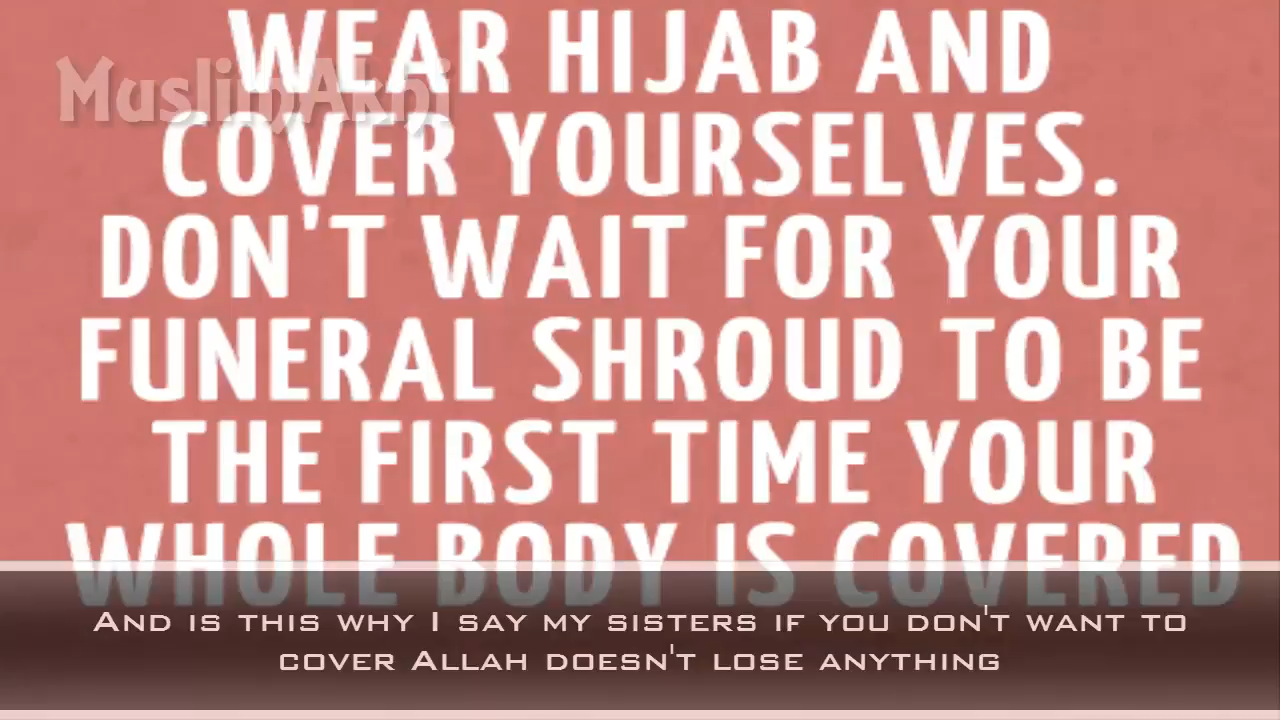 WEAR HIJAB AND
MuslimAkhi
COVER YOURSELVES.
DON'T WAIT FOR YOUR
FUNERAL SHROUD TO BE
THE FIRST TIME YOUR
WHOLE BODY IS COVERED
AND IS THIS WHY I SAY MY SISTERS IF YOU DON'T WANT TO
COVER ALLAH DOESN'T LOSE ANYTHING